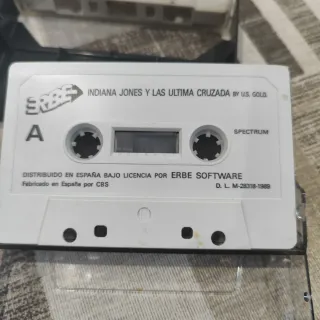 ERBE INDIANA JONES Y LAS ULTIMA CRUZADA BY U.S. GOLD.
A
SPECTRUM
DISTRIBUIDO EN ESPAÑA BAJO LICENCIA POR ERBE SOFTWARE
Fabricado en España por CBS D. L. M-28318-1989